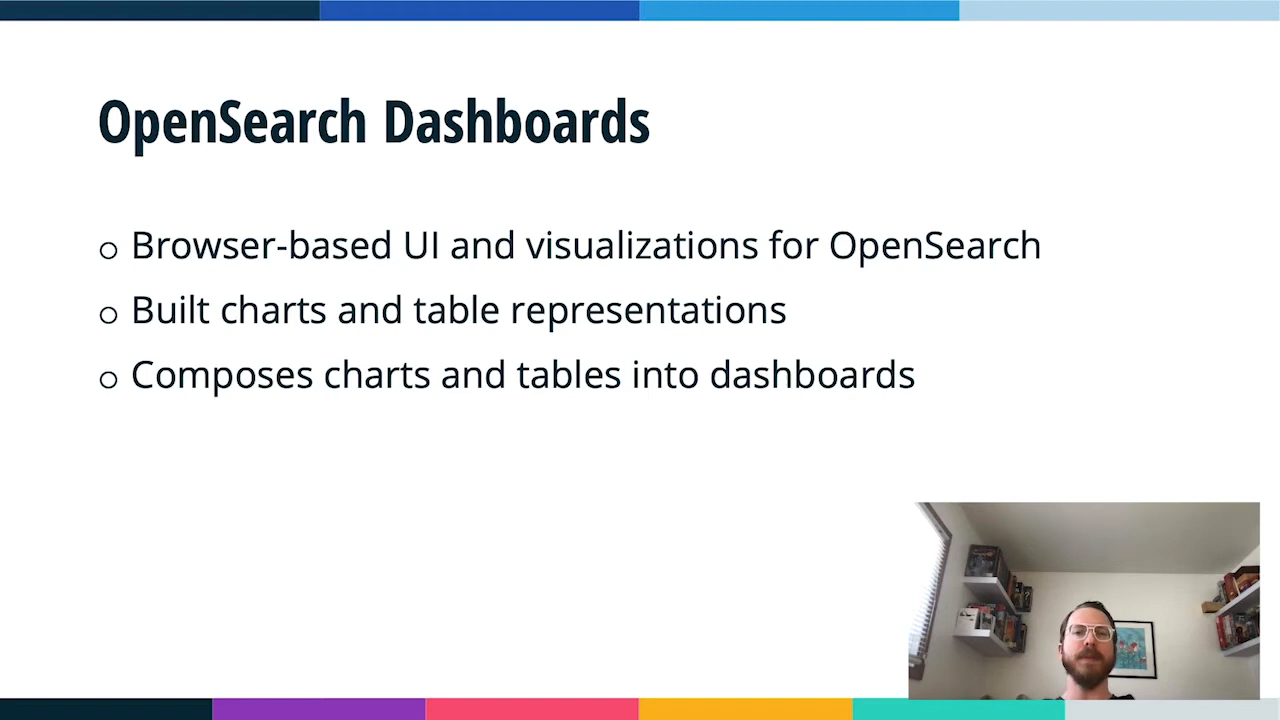 OpenSearch Dashboards
Browser-based UI and visualizations for OpenSearch
Built charts and table representations
Composes charts and tables into dashboards